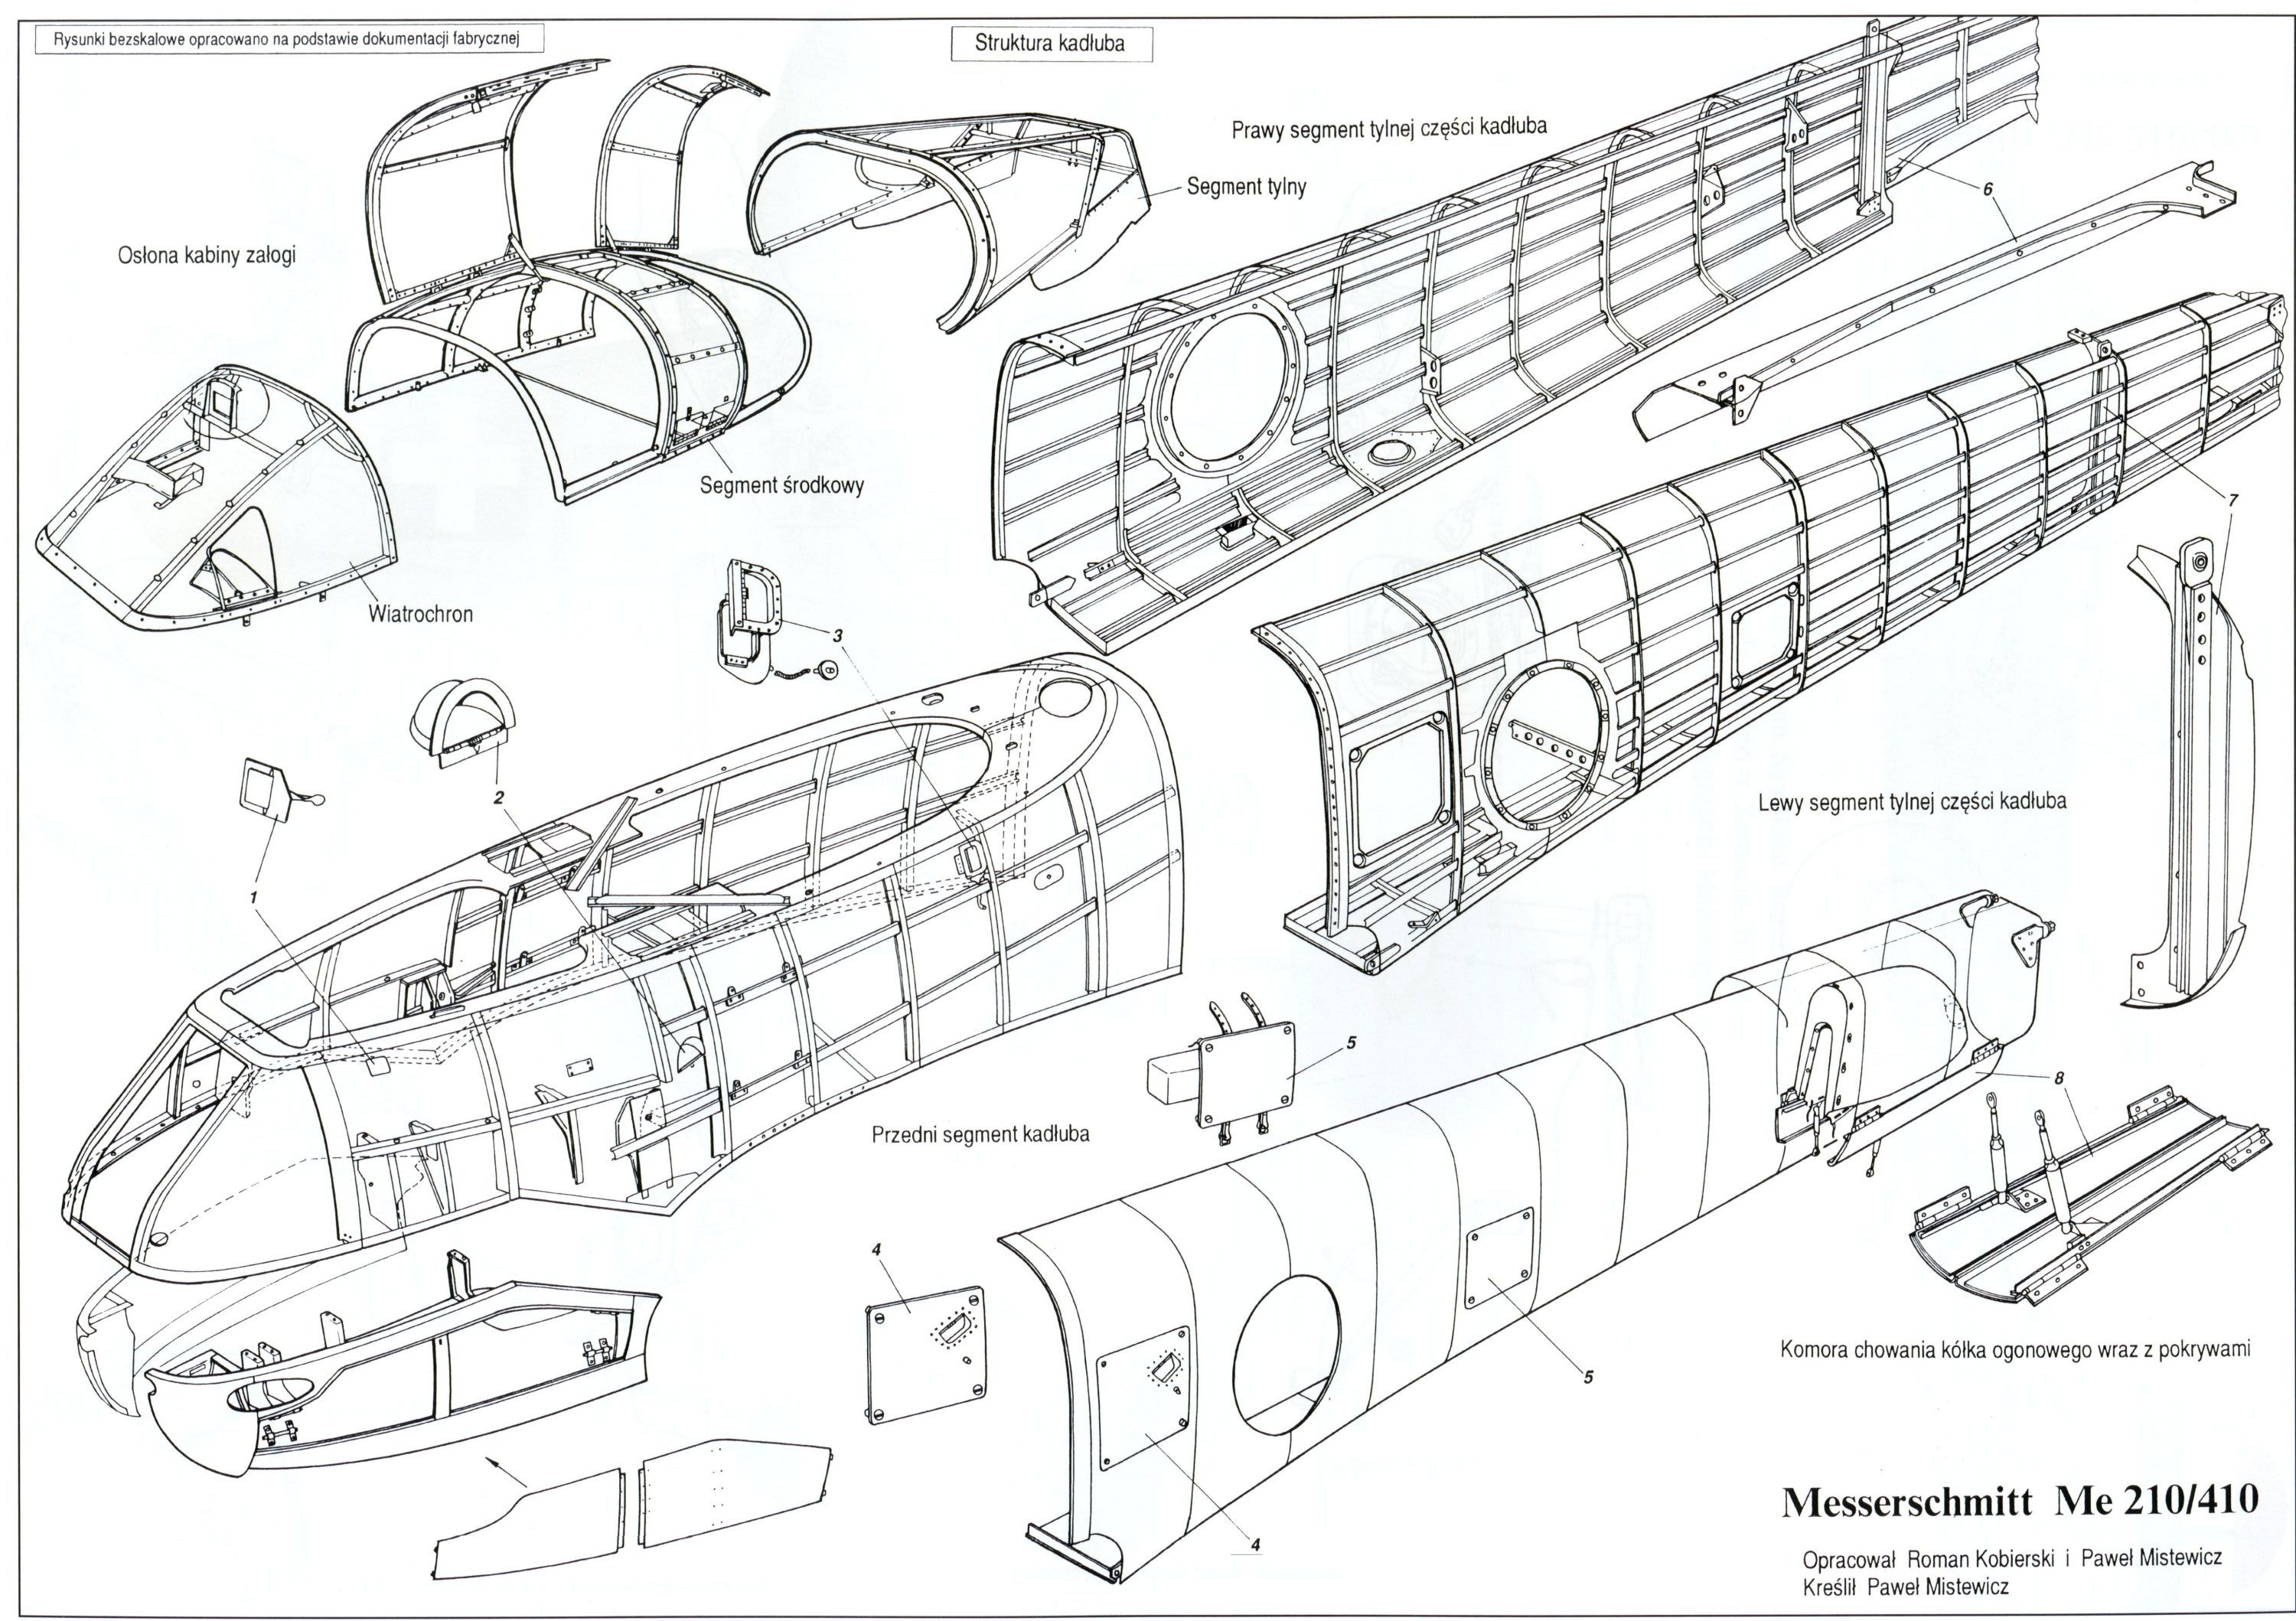 Rysunki bezskalowe opracowano na podstawie dokumentacji fabrycznej
Struktura kadłuba
Prawy segment tylnej części kadłuba
Segment tylny
6
Osłona kabiny załogi
Segment środkowy
7
Wiatrochron
3
2
Lewy segment tylnej części kadłuba
1
5
8
Przedni segment kadłuba
4
Komora chowania kółka ogonowego wraz z pokrywami
5
4
Messerschmitt Me 210/410
Opracował Roman Kobierski i Paweł Mistewicz
Kreślił Paweł Mistewicz